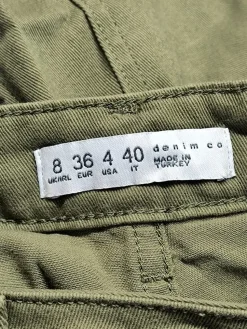 8 36 4 40 denim co
UK/IRL EUR USA IT MADE IN
TURKEY